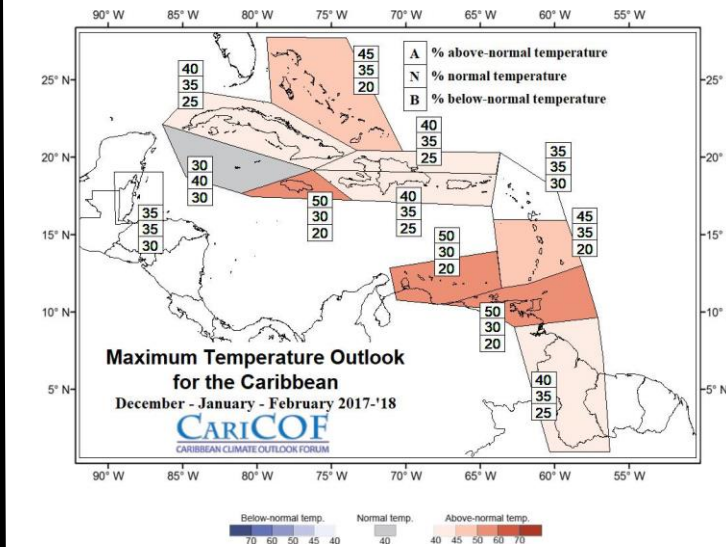 90° W 85° W 80° W 75° W 70° W 65° W 60° W 55° W
A % above-normal temperature
N % normal temperature
B % below-normal temperature
25° N
20° N
15° N
10° N
5° N
25° N
20° N
15° N
10° N
5° N
45
35
20
40
35
25
40
35
25
35
35
30
30
40
30
50
30
20
40
35
25
35
35
30
45
35
20
50
30
20
50
30
20
40
35
25
Maximum Temperature Outlook
for the Caribbean
December - January - February 2017-'18
CARICOF
CARIBBEAN CLIMATE OUTLOOK FORUM
90° W 85° W 80° W 75° W 70° W 65° W 60° W 55° W
Below-normal temp. Normal temp. Above-normal temp.
70 60 50 45 40 40 40 45 50 60 70